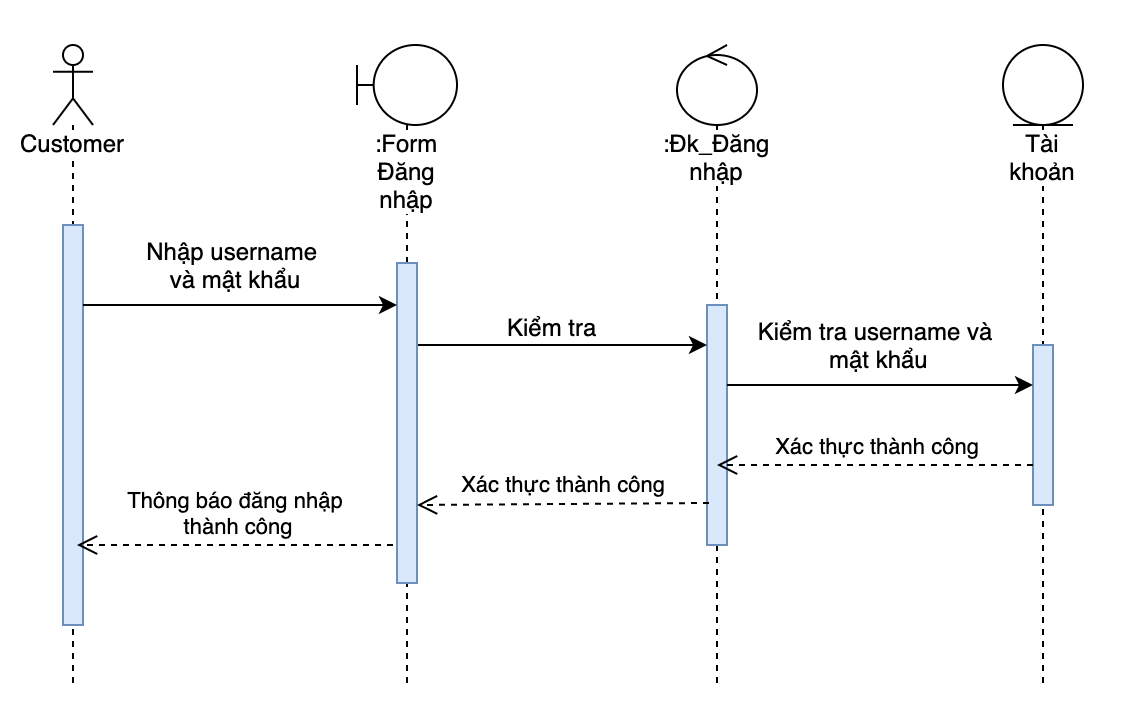 Customer
:Form
Đăng
nhập
:Đk_Đăng
nhập
Tài
khoản
Nhập username
và mật khẩu
Kiểm tra
Kiểm tra username và
mật khẩu
Xác thực thành công
Xác thực thành công
Thông báo đăng nhập
thành công